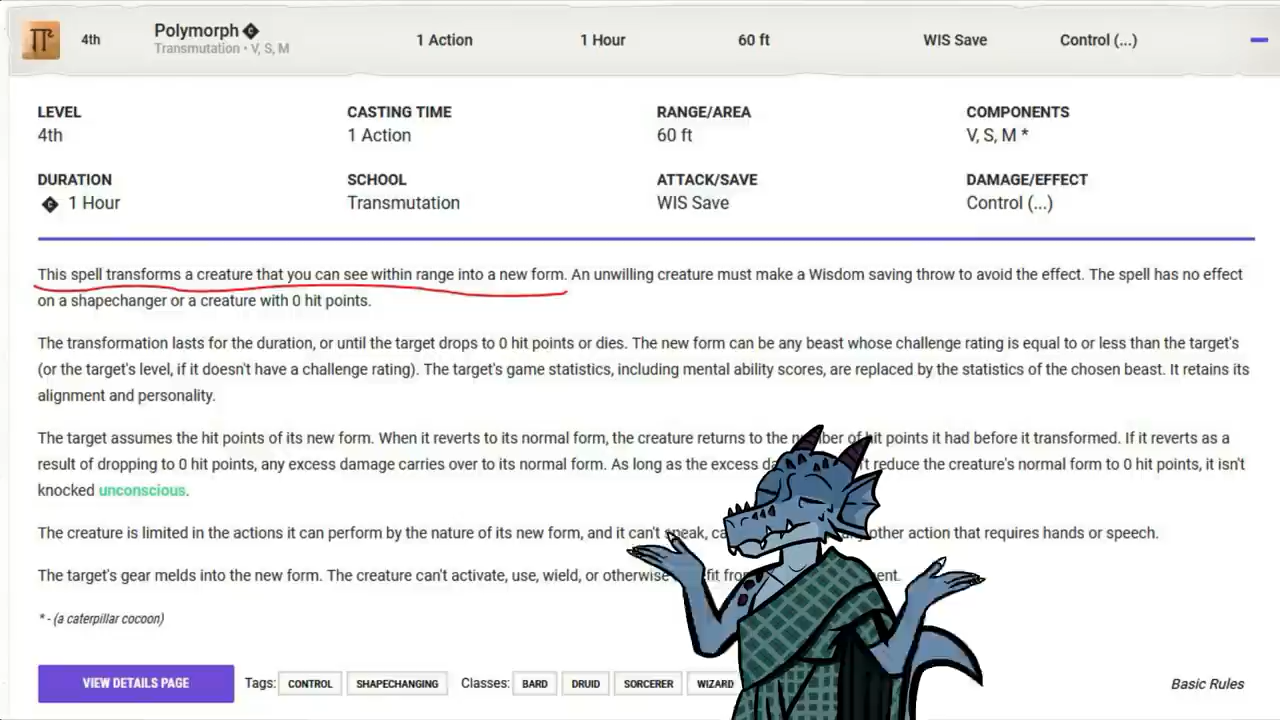 4th
Polymorph
Transmutation • V, S, M
1 Action
1 Hour
60 ft
WIS Save
Control (...)
LEVEL
4th
CASTING TIME
1 Action
RANGE/AREA
60 ft
COMPONENTS
V, S, M *
DURATION
1 Hour
SCHOOL
Transmutation
ATTACK/SAVE
WIS Save
DAMAGE/EFFECT
Control (...)
This spell transforms a creature that you can see within range into a new form. An unwilling creature must make a Wisdom saving throw to avoid the effect. The spell has no effect
on a shapechanger or a creature with 0 hit points.
The transformation lasts for the duration, or until the target drops to 0 hit points or dies. The new form can be any beast whose challenge rating is equal to or less than the target's
(or the target's level, if it doesn't have a challenge rating). The target's game statistics, including mental ability scores, are replaced by the statistics of the chosen beast. It retains its
alignment and personality.
The target assumes the hit points of its new form. When it reverts to its normal form, the creature returns to the number of hit points it had before it transformed. If it reverts as a
result of dropping to 0 hit points, any excess damage carries over to its normal form. As long as the excess reduce the creature's normal form to 0 hit points, it isn't
knocked unconscious.
The creature is limited in the actions it can perform by the nature of its new form, and it can't speak, other action that requires hands or speech.
The target's gear melds into the new form. The creature can't activate, use, wield, or otherwise
* - (a caterpillar cocoon)
VIEW DETAILS PAGE
Tags: CONTROL SHAPECHANGING Classes: BARD DRUID SORCERER WIZARD
Basic Rules